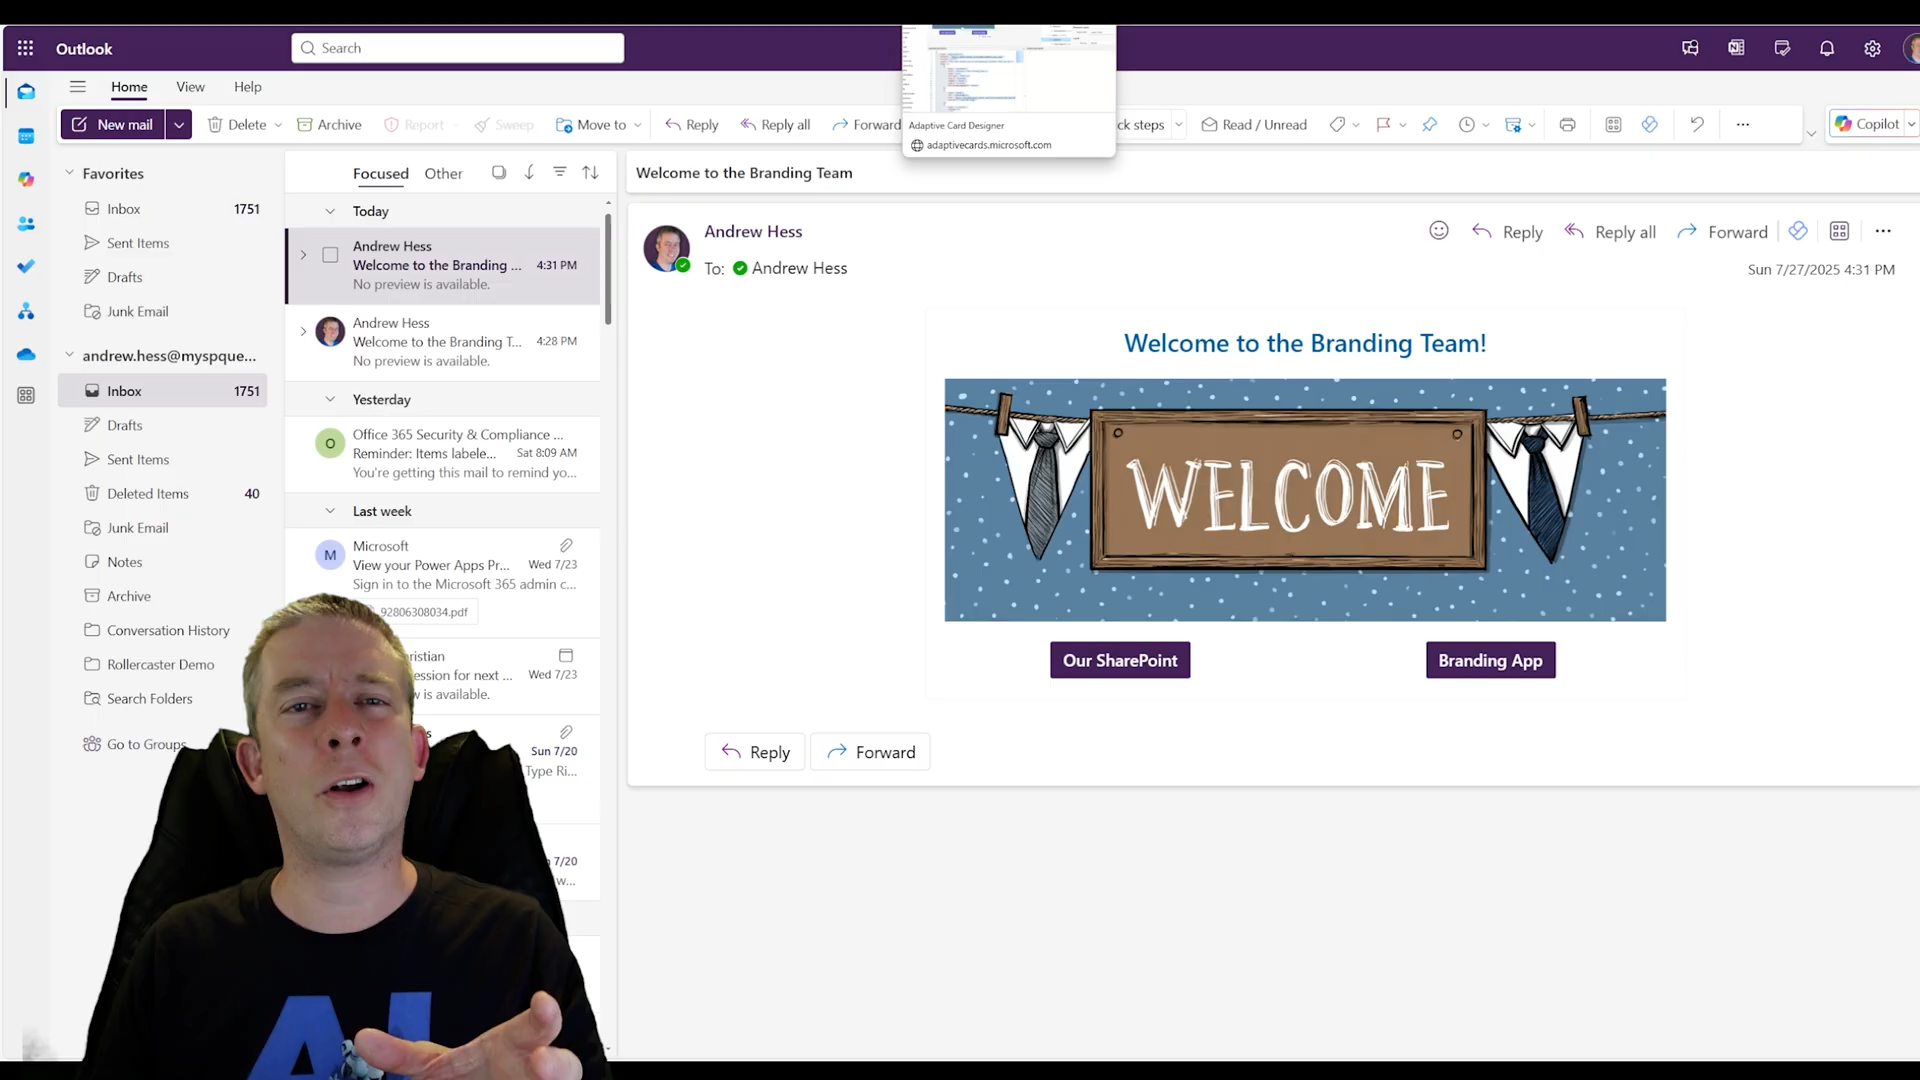 Outlook
Search
Adaptive Card Designer
adaptivecards.microsoft.com
Home View Help
New mail Delete Archive Report Sweep Move to Reply Reply all Forward ck steps Read / Unread Copilot
Favorites
Inbox 1751
Sent Items
Drafts
Junk Email
andrew.hess@myspque...
Inbox 1751
Drafts
Sent Items
Deleted Items 40
Junk Email
Notes
Archive
Conversation History
Rollercaster Demo
Search Folders
Go to Groups
Focused Other
Today
Andrew Hess
Welcome to the Branding ... 4:31 PM
No preview is available.
Andrew Hess
Welcome to the Branding T... 4:28 PM
No preview is available.
Yesterday
O
Office 365 Security & Compliance ...
Reminder: Items labele... Sat 8:09 AM
You're getting this mail to remind yo...
Last week
M
Microsoft
View your Power Apps Pr... Wed 7/23
Sign in to the Microsoft 365 admin c...
92806308034.pdf
ristian
ession for next ... Wed 7/23
w is available.
s
Sun 7/20
Type Ri...
7/20
w...
Welcome to the Branding Team
Andrew Hess
To: Andrew Hess
Reply Reply all Forward
Sun 7/27/2025 4:31 PM
Welcome to the Branding Team!
WELCOME
Our SharePoint Branding App
Reply Forward
AI